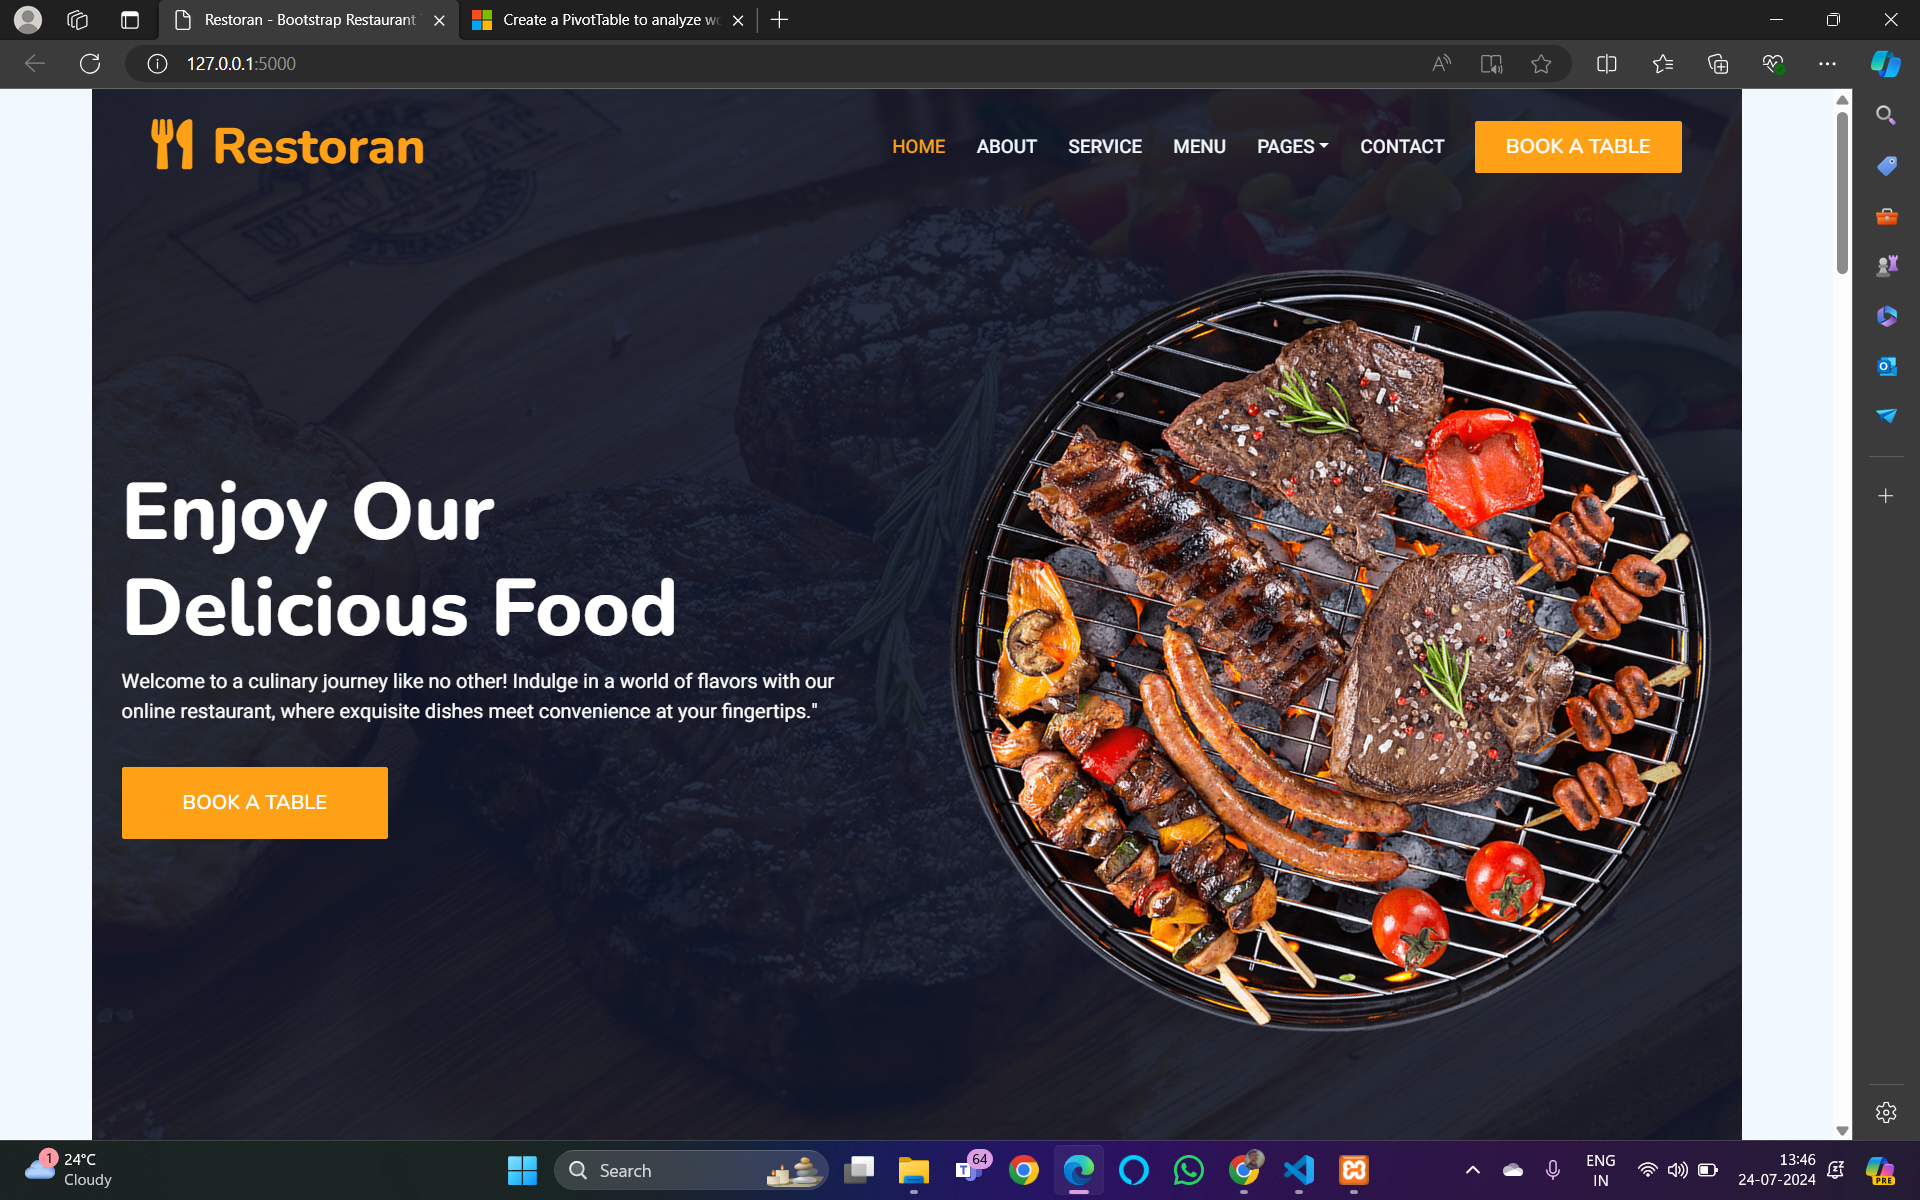 Restoran - Bootstrap Restaurant
Create a PivotTable to analyze wo
127.0.0.1:5000
Restoran
HOME
ABOUT
SERVICE
MENU
PAGES
CONTACT
BOOK A TABLE
Enjoy Our
Delicious Food
Welcome to a culinary journey like no other! Indulge in a world of flavors with our
online restaurant, where exquisite dishes meet convenience at your fingertips."
BOOK A TABLE
1
24°C
Cloudy
Search
64
ENG
IN
13:46
24-07-2024
PRE